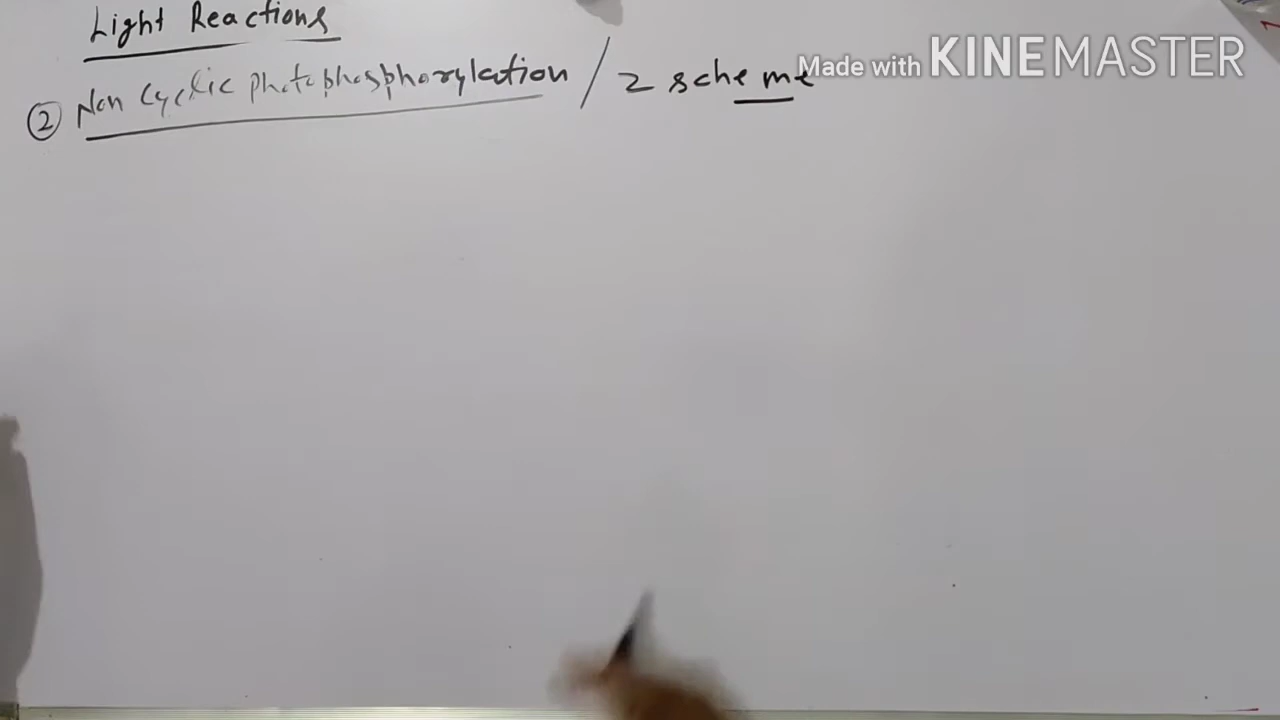 Light Reactions
② Non Cyclic Photophosphorylation / Z scheme
Made with KINEMASTER